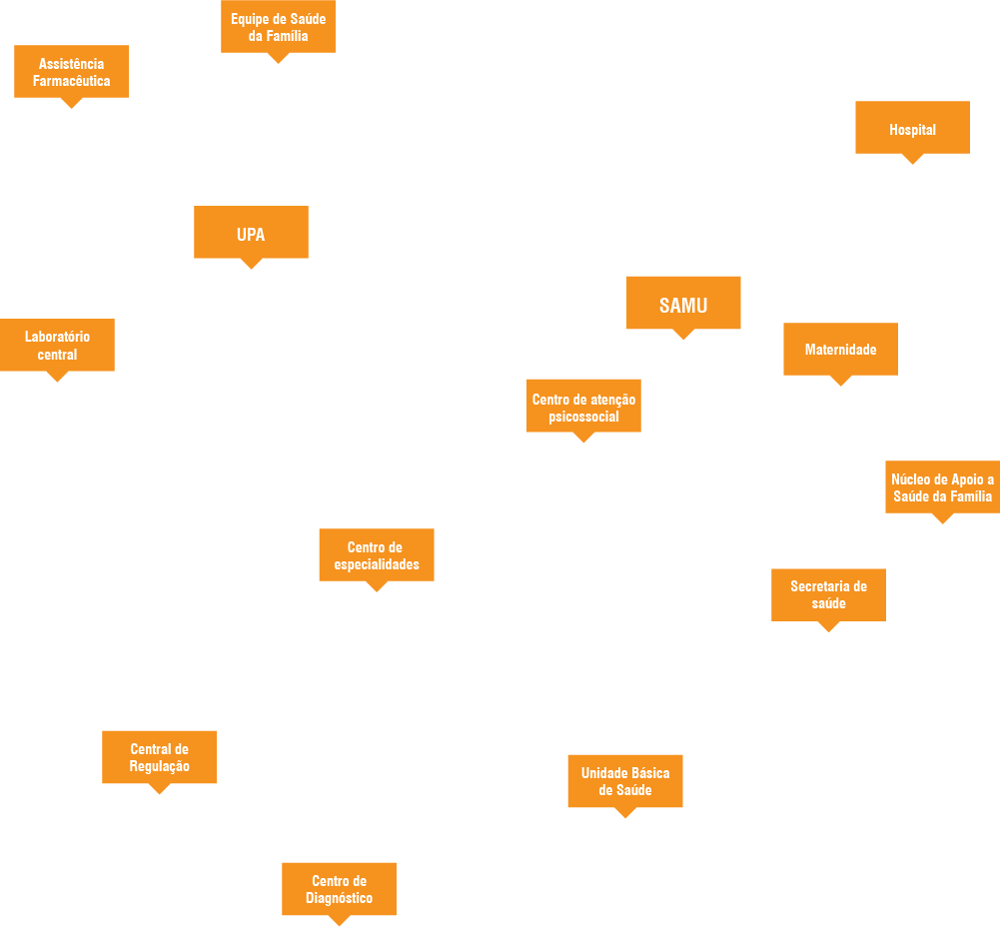 Equipe de Saúde
da Família
Assistência
Farmacêutica
Hospital
UPA
SAMU
Laboratório
central
Maternidade
Centro de atenção
psicossocial
Núcleo de Apoio a
Saúde da Família
Centro de
especialidades
Secretaria de
saúde
Central de
Regulação
Unidade Básica
de Saúde
Centro de
Diagnóstico